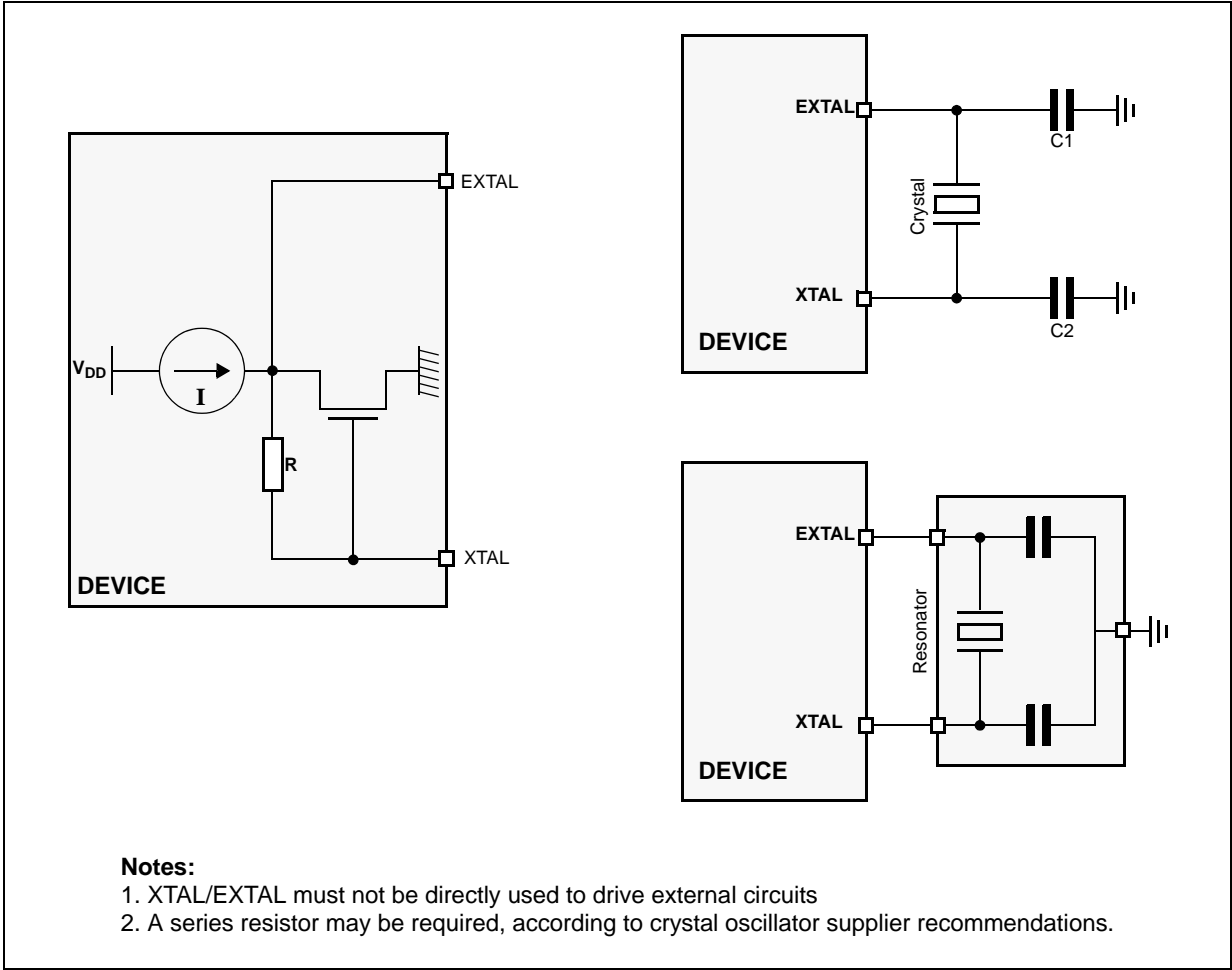 EXTAL
V_DD
I
R
XTAL
DEVICE
EXTAL
C1
Crystal
XTAL
C2
DEVICE
EXTAL
Resonator
XTAL
DEVICE
Notes:
1. XTAL/EXTAL must not be directly used to drive external circuits
2. A series resistor may be required, according to crystal oscillator supplier recommendations.